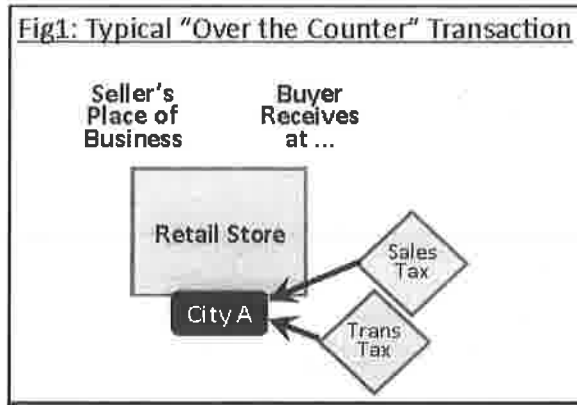 Fig1: Typical “Over the Counter” Transaction
Seller’s
Place of
Business
Buyer
Receives
at ...
Retail Store
City A
Sales
Tax
Trans
Tax